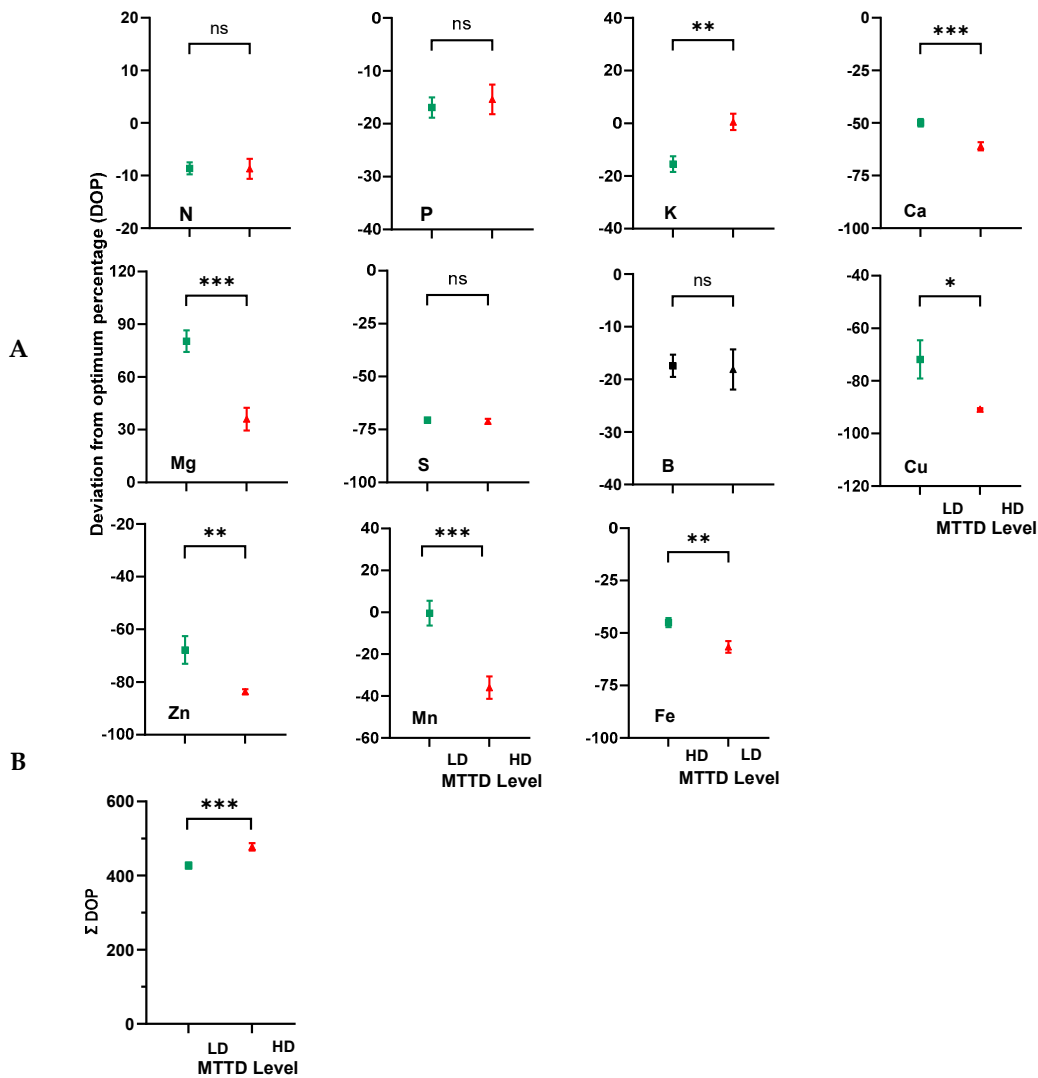 A
Deviation from optimum percentage (DOP)
20
10
0
-10
-20
ns
N
0
-10
-20
-30
-40
ns
P
40
20
0
-20
-40
**
K
0
-25
-50
-75
-100
***
Ca
120
90
60
30
0
***
Mg
0
-25
-50
-75
-100
ns
S
0
-10
-20
-30
-40
ns
B
-40
-60
-80
-100
-120
*
Cu
LD HD
MTTD Level
-20
-40
-60
-80
-100
**
Zn
40
20
0
-20
-40
-60
***
Mn
LD HD
MTTD Level
0
-25
-50
-75
-100
**
Fe
HD LD
MTTD Level
B
Σ DOP
600
400
200
0
***
LD HD
MTTD Level